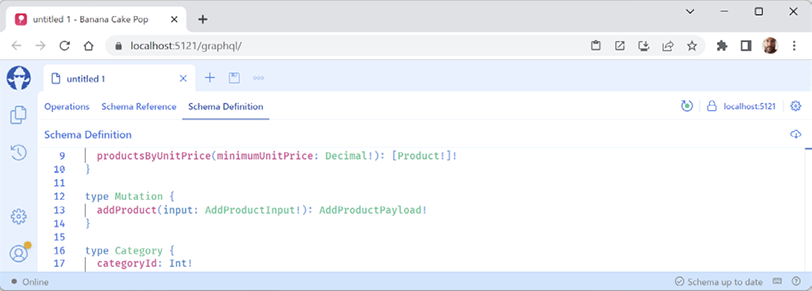 untitled 1 - Banana Cake Pop
localhost:5121/graphql/
untitled 1
Operations Schema Reference Schema Definition localhost:5121
Schema Definition
9 productsByUnitPrice(minimumUnitPrice: Decimal!): [Product!]!
10 }
11
12 type Mutation {
13 addProduct(input: AddProductInput!): AddProductPayload!
14 }
15
16 type Category {
17 categoryId: Int!
Online Schema up to date